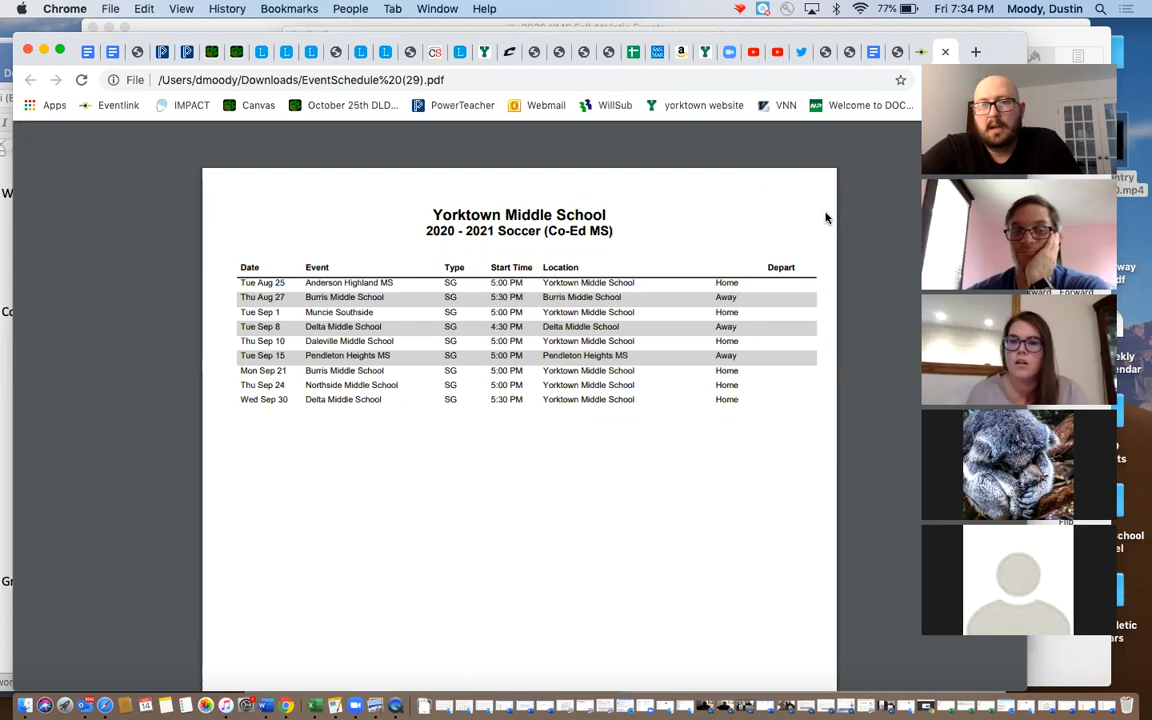 Chrome File Edit View History Bookmarks People Tab Window Help 77% Fri 7:34 PM Moody, Dustin
File /Users/dmoody/Downloads/EventSchedule%20(29).pdf
Apps Eventlink IMPACT Canvas October 25th DLD... PowerTeacher Webmail WillSub yorktown website VNN Welcome to DOC...
Yorktown Middle School
2020 - 2021 Soccer (Co-Ed MS)
Date Event Type Start Time Location Depart
Tue Aug 25 Anderson Highland MS SG 5:00 PM Yorktown Middle School Home
Thu Aug 27 Burris Middle School SG 5:30 PM Burris Middle School Away
Tue Sep 1 Muncie Southside SG 5:00 PM Yorktown Middle School Home
Tue Sep 8 Delta Middle School SG 4:30 PM Delta Middle School Away
Thu Sep 10 Daleville Middle School SG 5:00 PM Yorktown Middle School Home
Tue Sep 15 Pendleton Heights MS SG 5:00 PM Pendleton Heights MS Away
Mon Sep 21 Burris Middle School SG 5:00 PM Yorktown Middle School Home
Thu Sep 24 Northside Middle School SG 5:00 PM Yorktown Middle School Home
Wed Sep 30 Delta Middle School SG 5:30 PM Yorktown Middle School Home